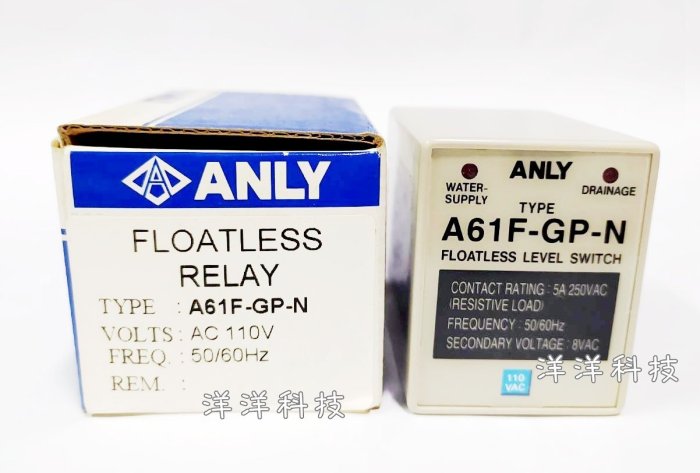 ANLY
FLOATLESS
RELAY
TYPE : A61F-GP-N
VOLTS : AC 110V
FREQ. : 50/60Hz
REM. :
洋洋科技
ANLY
WATER-
SUPPLY
DRAINAGE
TYPE
A61F-GP-N
FLOATLESS LEVEL SWITCH
CONTACT RATING : 5A 250VAC
(RESISTIVE LOAD)
FREQUENCY : 50/60Hz
SECONDARY VOLTAGE : 8VAC
110
VAC
洋洋科技